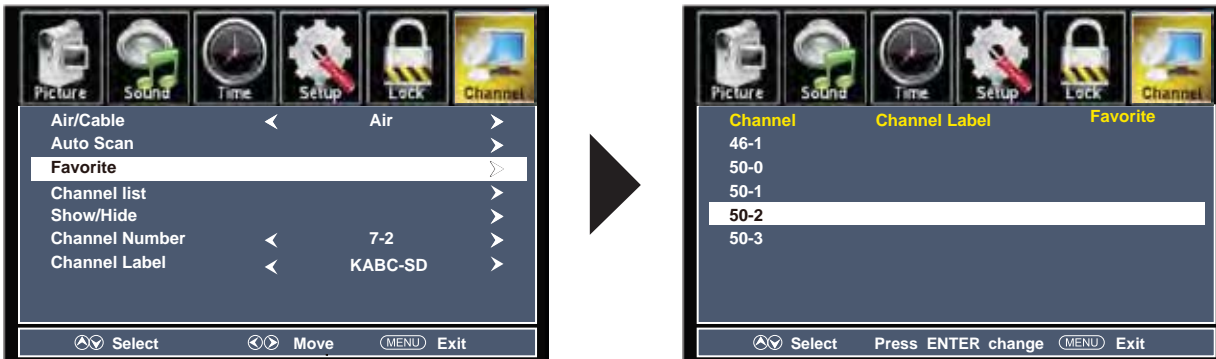 Picture Sound Time Setup Lock Channel
Air/Cable Air
Auto Scan
Favorite
Channel list
Show/Hide
Channel Number 7-2
Channel Label KABC-SD
Select Move MENU Exit
Picture Sound Time Setup Lock Channel
Channel Channel Label Favorite
46-1
50-0
50-1
50-2
50-3
Select Press ENTER change MENU Exit